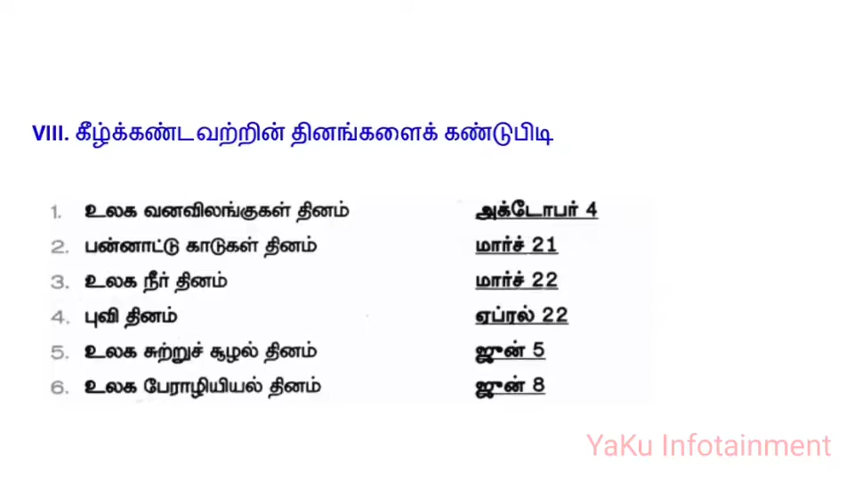 VIII. கீழ்க்கண்டவற்றின் தினங்களைக் கண்டுபிடி
1. உலக வனவிலங்குகள் தினம் அக்டோபர் 4
2. பன்னாட்டு காடுகள் தினம் மார்ச் 21
3. உலக நீர் தினம் மார்ச் 22
4. புவி தினம் ஏப்ரல் 22
5. உலக சுற்றுச் சூழல் தினம் ஜுன் 5
6. உலக பேராழியியல் தினம் ஜுன் 8
YaKu Infotainment